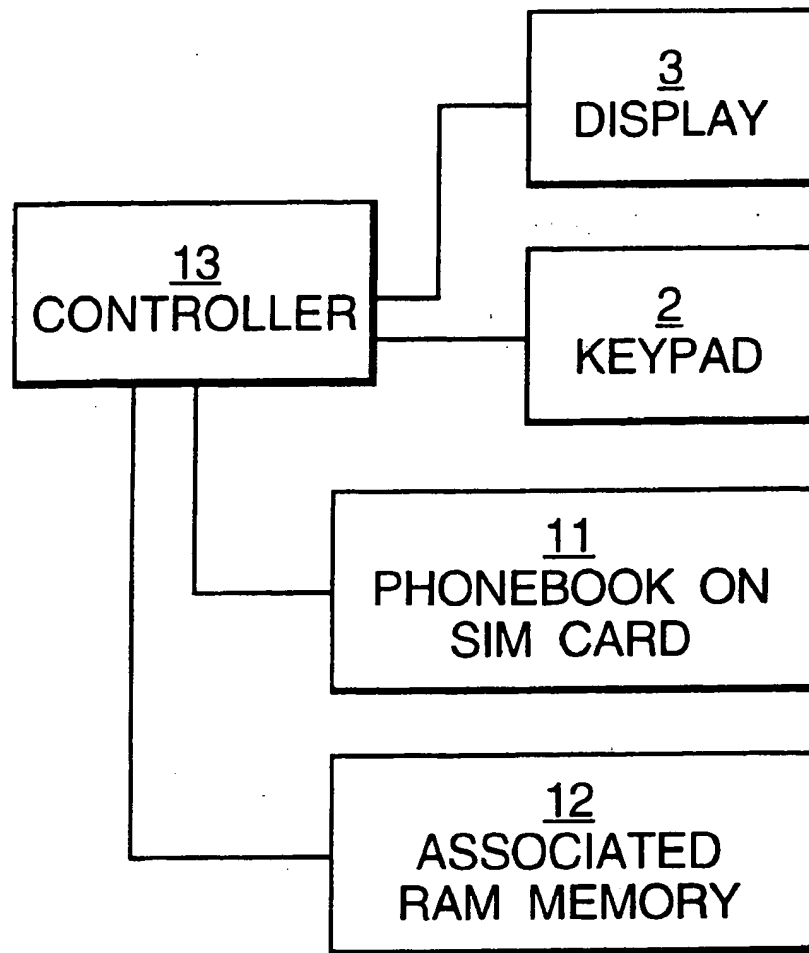 3
DISPLAY
13
CONTROLLER
2
KEYPAD
11
PHONEBOOK ON
SIM CARD
12
ASSOCIATED
RAM MEMORY